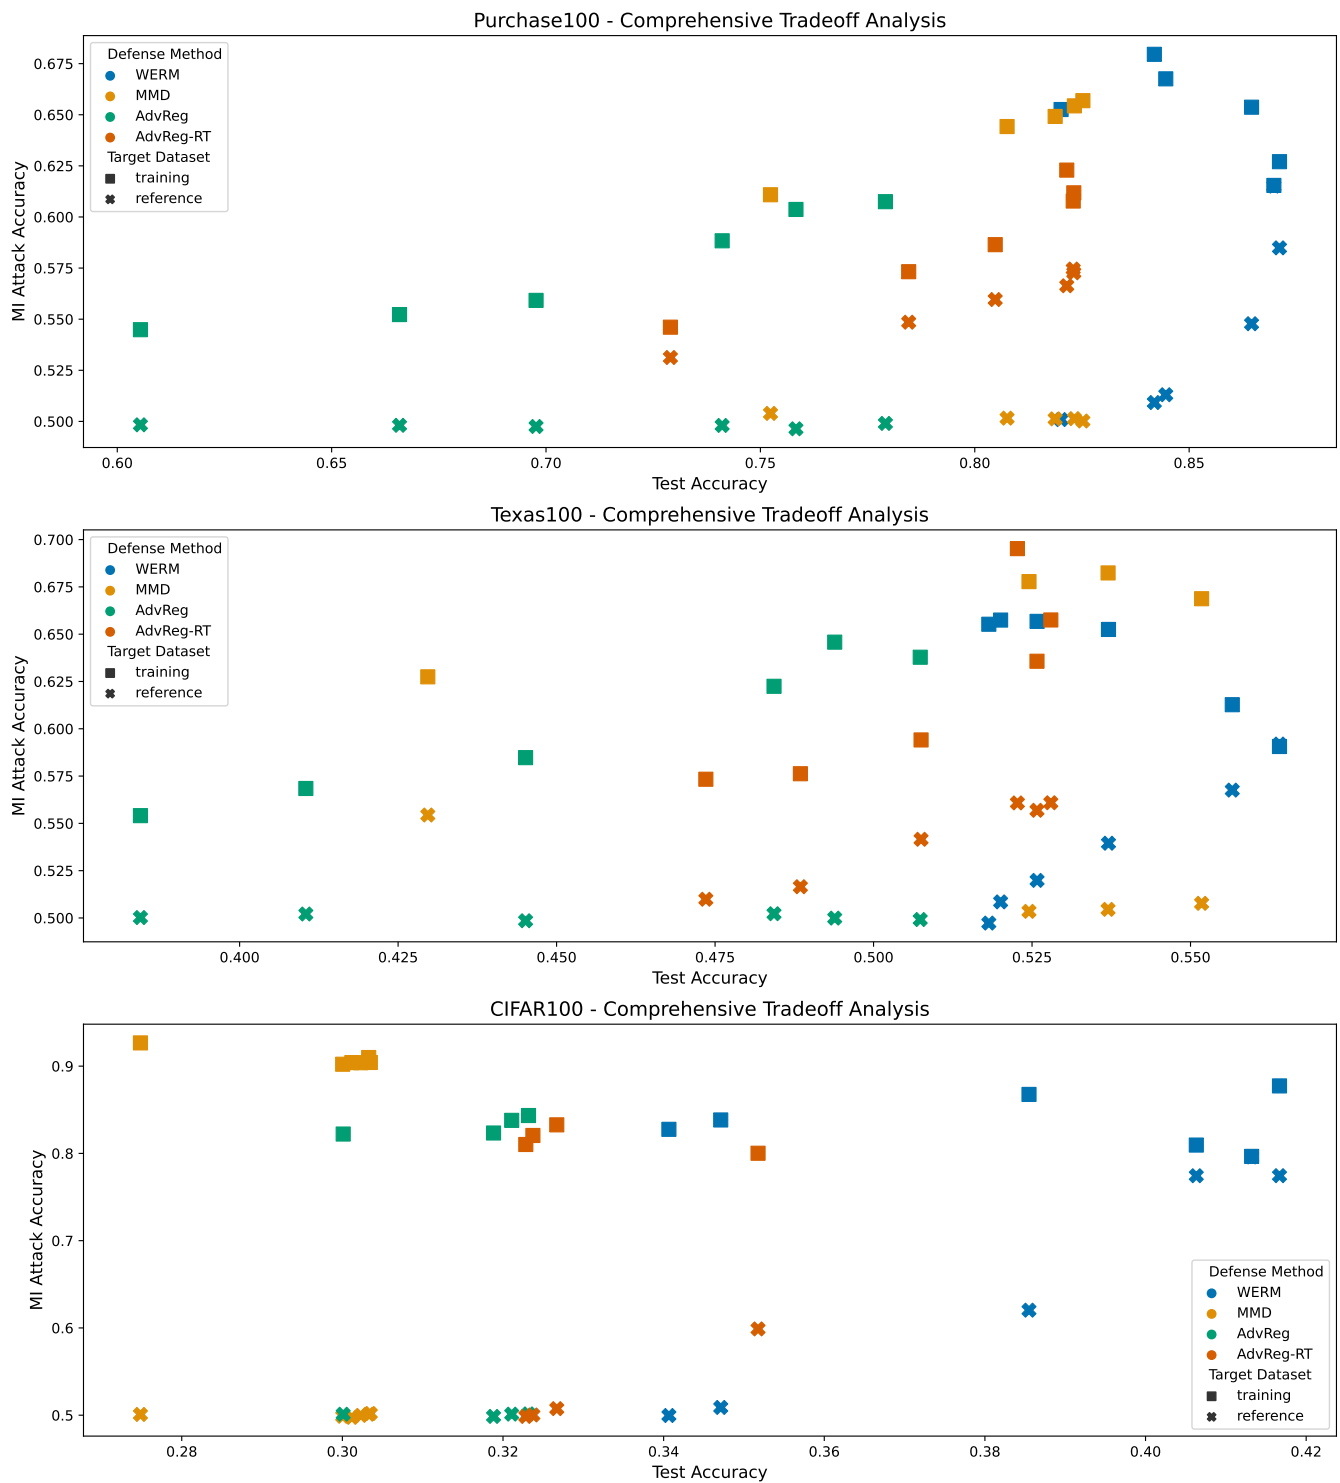 Purchase100 - Comprehensive Tradeoff Analysis
Defense Method
WERM
MMD
AdvReg
AdvReg-RT
Target Dataset
training
reference
MI Attack Accuracy
0.675
0.650
0.625
0.600
0.575
0.550
0.525
0.500
0.60 0.65 0.70 0.75 0.80 0.85
Test Accuracy
Texas100 - Comprehensive Tradeoff Analysis
Defense Method
WERM
MMD
AdvReg
AdvReg-RT
Target Dataset
training
reference
MI Attack Accuracy
0.700
0.675
0.650
0.625
0.600
0.575
0.550
0.525
0.500
0.400 0.425 0.450 0.475 0.500 0.525 0.550
Test Accuracy
CIFAR100 - Comprehensive Tradeoff Analysis
MI Attack Accuracy
0.9
0.8
0.7
0.6
0.5
Defense Method
WERM
MMD
AdvReg
AdvReg-RT
Target Dataset
training
reference
0.28 0.30 0.32 0.34 0.36 0.38 0.40 0.42
Test Accuracy